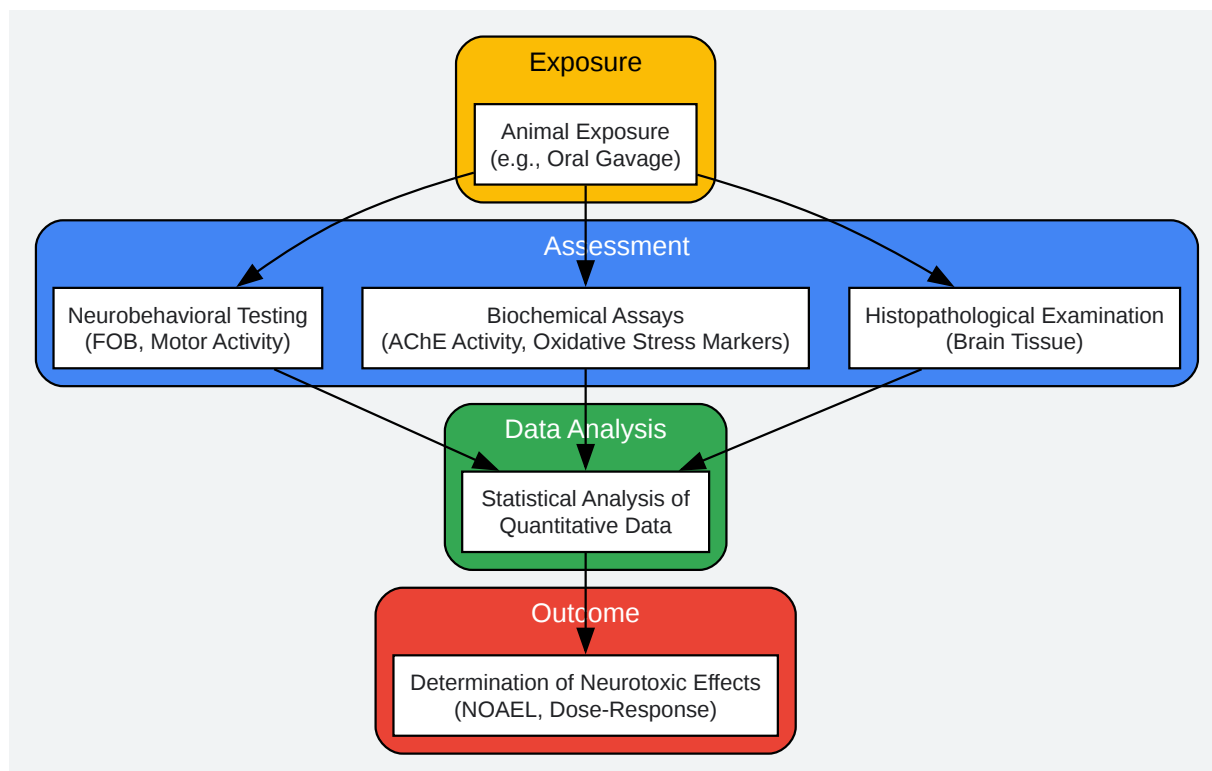 Exposure
Animal Exposure
(e.g., Oral Gavage)
Assessment
Neurobehavioral Testing
(FOB, Motor Activity)
Biochemical Assays
(AChE Activity, Oxidative Stress Markers)
Histopathological Examination
(Brain Tissue)
Data Analysis
Statistical Analysis of
Quantitative Data
Outcome
Determination of Neurotoxic Effects
(NOAEL, Dose-Response)